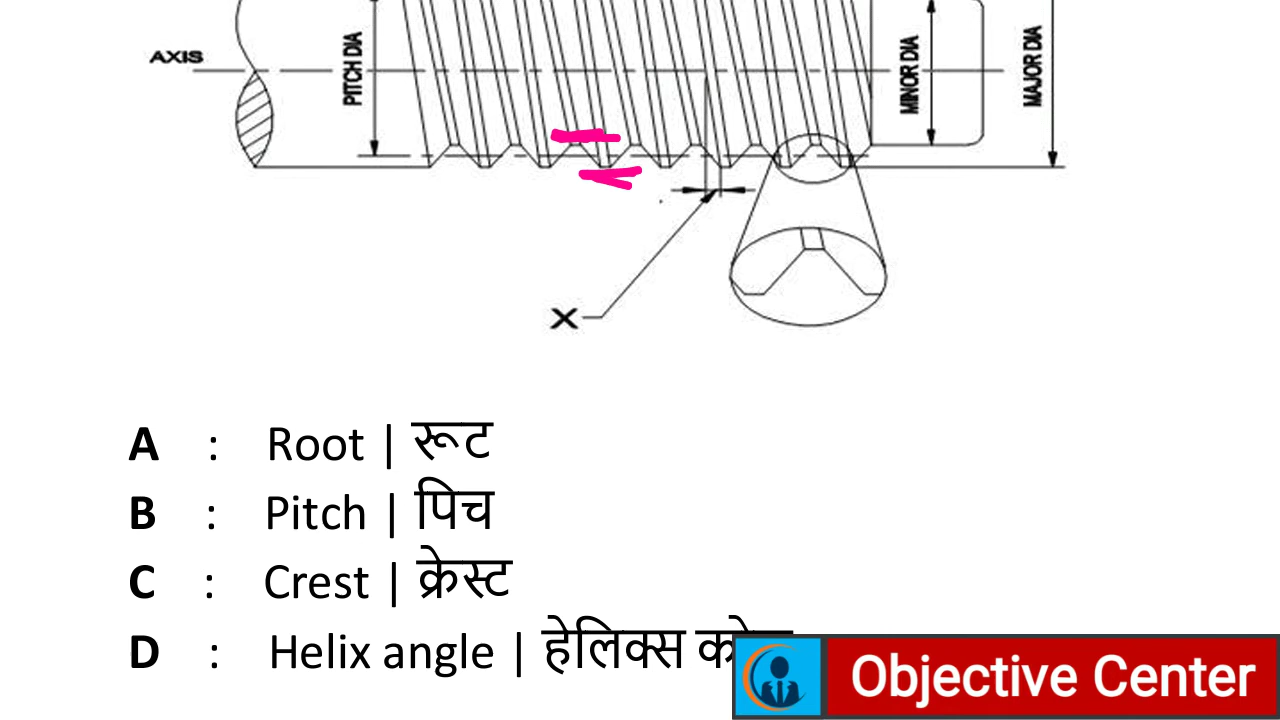 AXIS
PITCH DIA
MINOR DIA
MAJOR DIA
X
A : Root | रूट
B : Pitch | पिच
C : Crest | क्रेस्ट
D : Helix angle | हेलिक्स
Objective Center